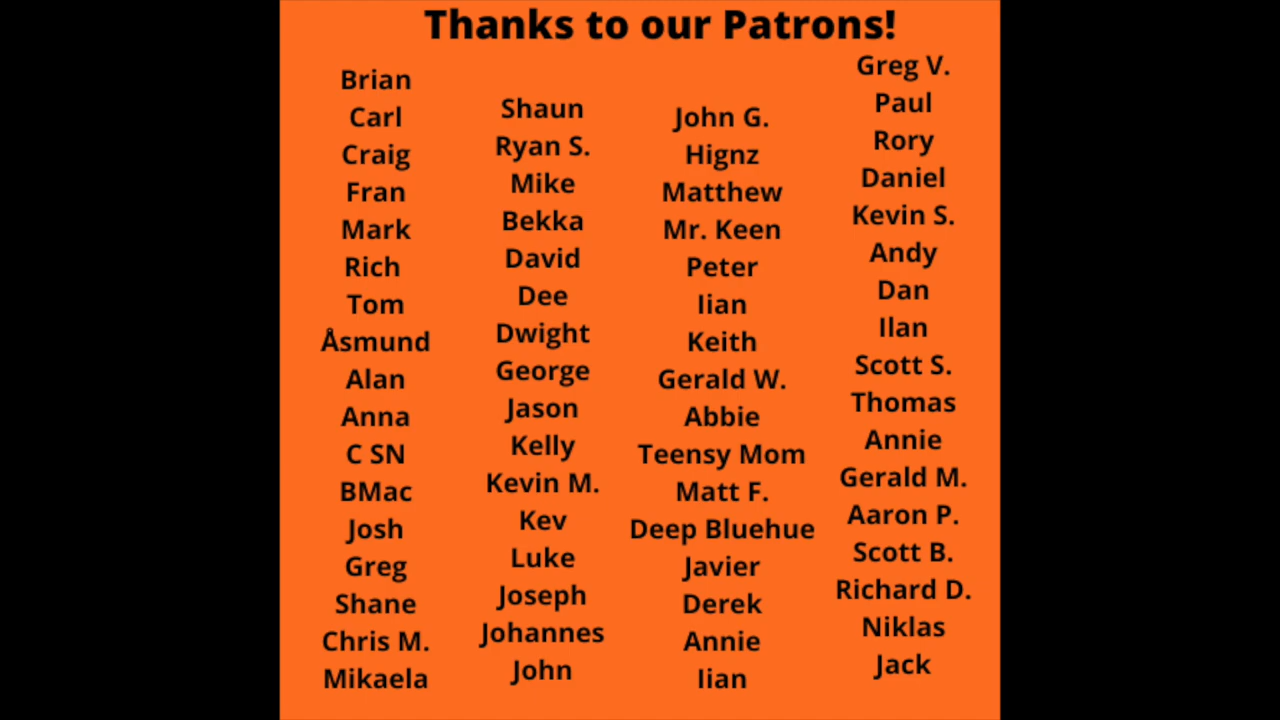 Thanks to our Patrons!
Brian
Carl
Craig
Fran
Mark
Rich
Tom
Åsmund
Alan
Anna
C SN
BMac
Josh
Greg
Shane
Chris M.
Mikaela
Shaun
Ryan S.
Mike
Bekka
David
Dee
Dwight
George
Jason
Kelly
Kevin M.
Kev
Luke
Joseph
Johannes
John
John G.
Hignz
Matthew
Mr. Keen
Peter
Iian
Keith
Gerald W.
Abbie
Teensy Mom
Matt F.
Deep Bluehue
Javier
Derek
Annie
Iian
Greg V.
Paul
Rory
Daniel
Kevin S.
Andy
Dan
Ilan
Scott S.
Thomas
Annie
Gerald M.
Aaron P.
Scott B.
Richard D.
Niklas
Jack